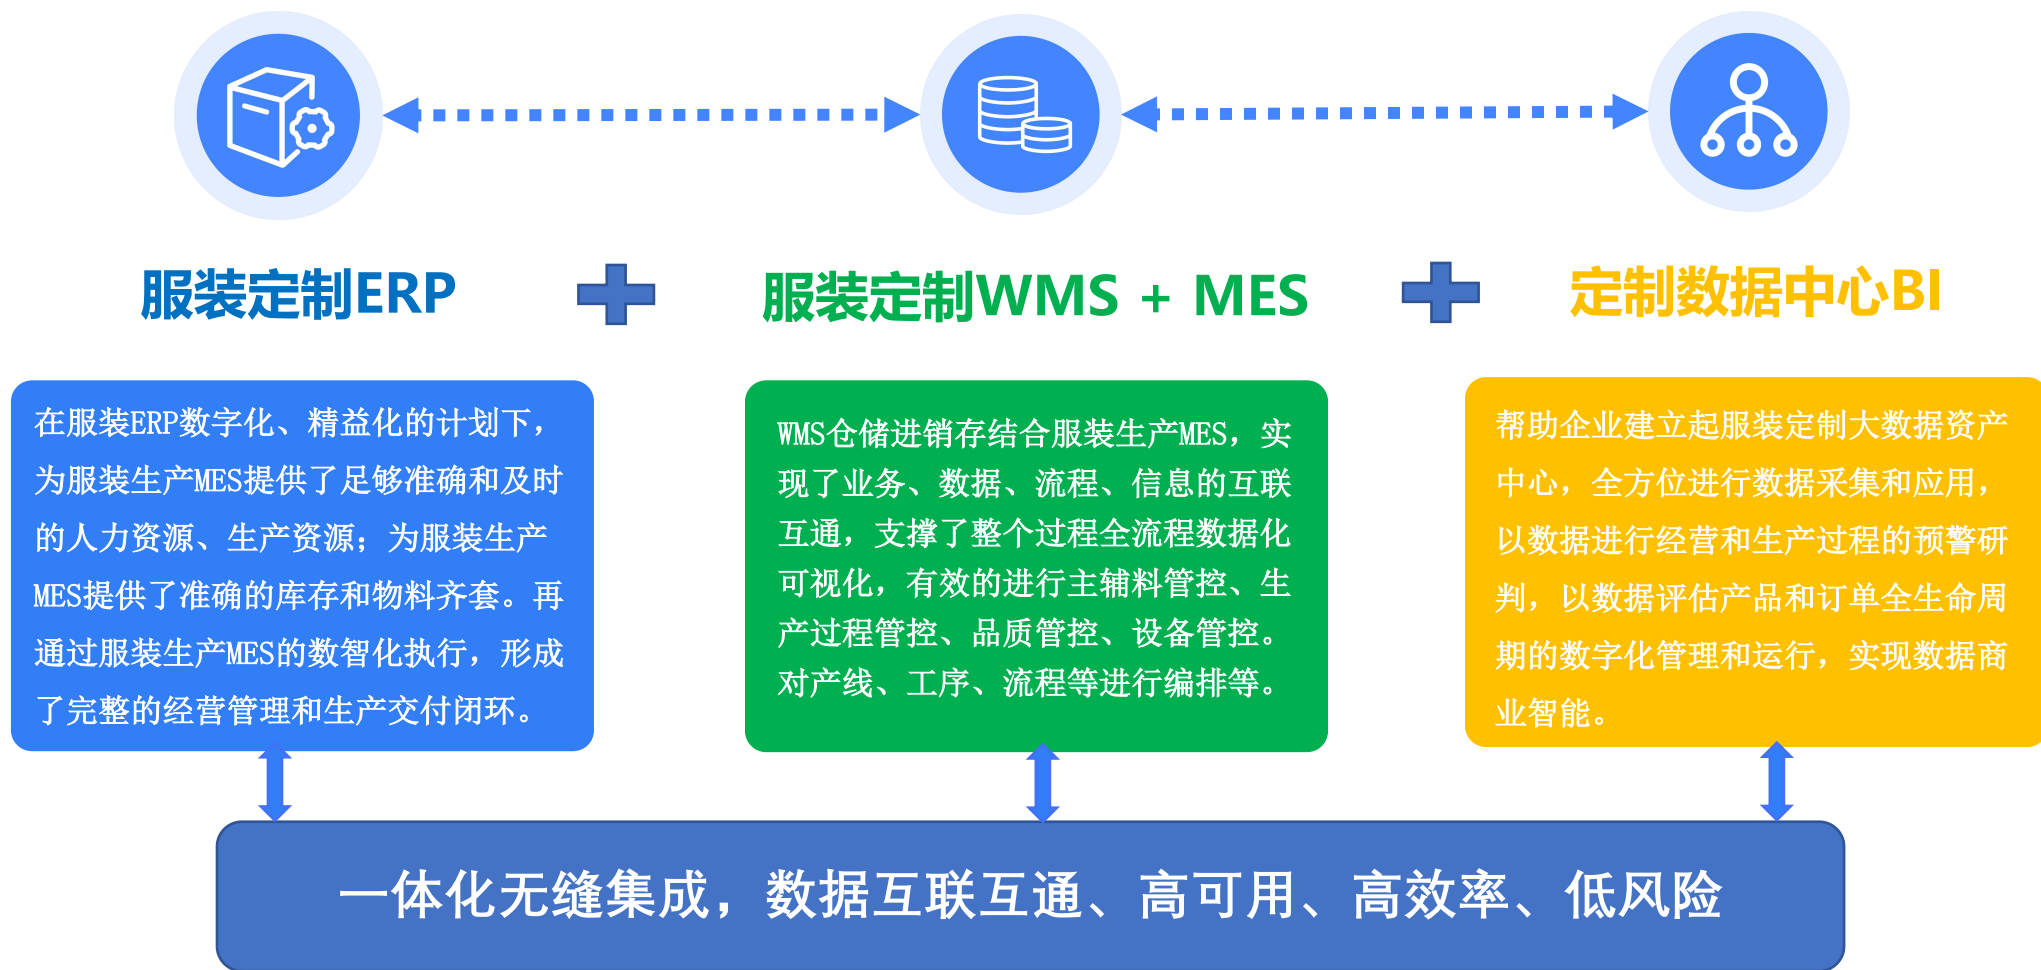 服装定制ERP
服装定制WMS + MES
定制数据中心BI
在服装ERP数字化、精益化的计划下，
为服装生产MES提供了足够准确和及时
的人力资源、生产资源；为服装生产
MES提供了准确的库存和物料齐套。再
通过服装生产MES的数智化执行，形成
了完整的经营管理和生产交付闭环。
WMS仓储进销存结合服装生产MES，实
现了业务、数据、流程、信息的互联
互通，支撑了整个过程全流程数据化
可视化，有效的进行主辅料管控、生
产过程管控、品质管控、设备管控。
对产线、工序、流程等进行编排等。
帮助企业建立起服装定制大数据资产
中心，全方位进行数据采集和应用，
以数据进行经营和生产过程的预警研
判，以数据评估产品和订单全生命周
期的数字化管理和运行，实现数据商
业智能。
一体化无缝集成，数据互联互通、高可用、高效率、低风险